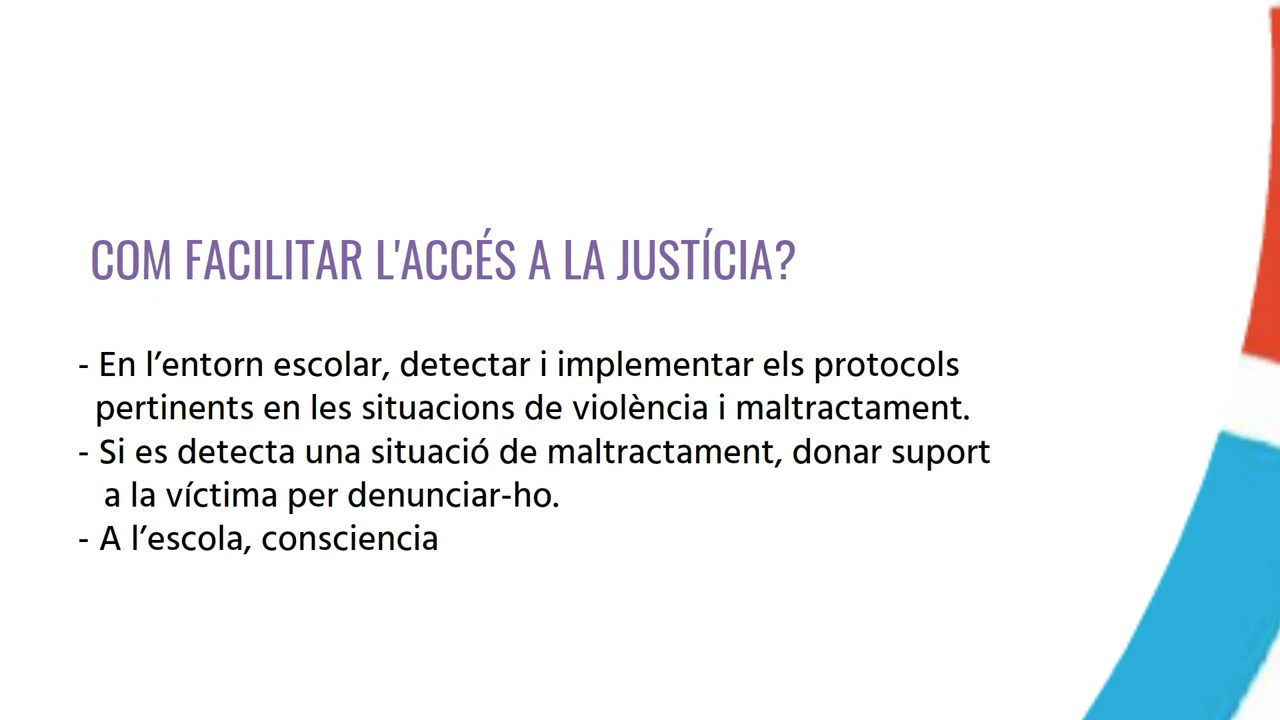 COM FACILITAR L'ACCÉS A LA JUSTÍCIA?
- En l’entorn escolar, detectar i implementar els protocols
pertinents en les situacions de violència i maltractament.
- Si es detecta una situació de maltractament, donar suport
a la víctima per denunciar-ho.
- A l’escola, consciencia